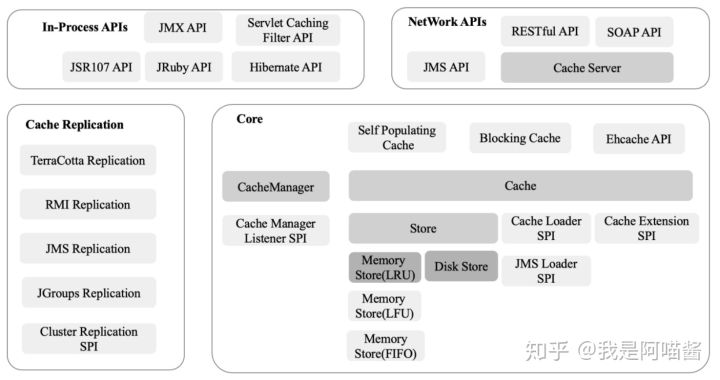 In-Process APIs
JMX API
Servlet Caching
Filter API
JSR107 API
JRuby API
Hibernate API
NetWork APIs
RESTful API
SOAP API
JMS API
Cache Server
Cache Replication
TerraCotta Replication
RMI Replication
JMS Replication
JGroups Replication
Cluster Replication
SPI
Core
Self Populating
Cache
Blocking Cache
Ehcache API
CacheManager
Cache
Cache Manager
Listener SPI
Store
Cache Loader
SPI
Cache Extension
SPI
Memory
Store(LRU)
Disk Store
JMS Loader
SPI
Memory
Store(LFU)
Memory
Store(FIFO)
知乎 @我是阿喵酱